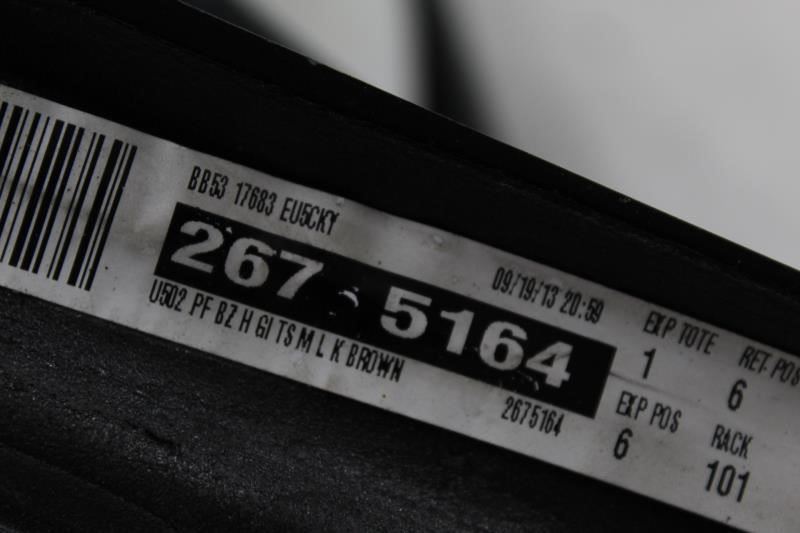 BB53 17683 EU5CKY
267 5164
09/19/13 20:59
U502 PF BZ H GI TS M L K BROWN
2675164
EXP TOTE
1
RET. POS
6
EXP POS
6
RACK
101